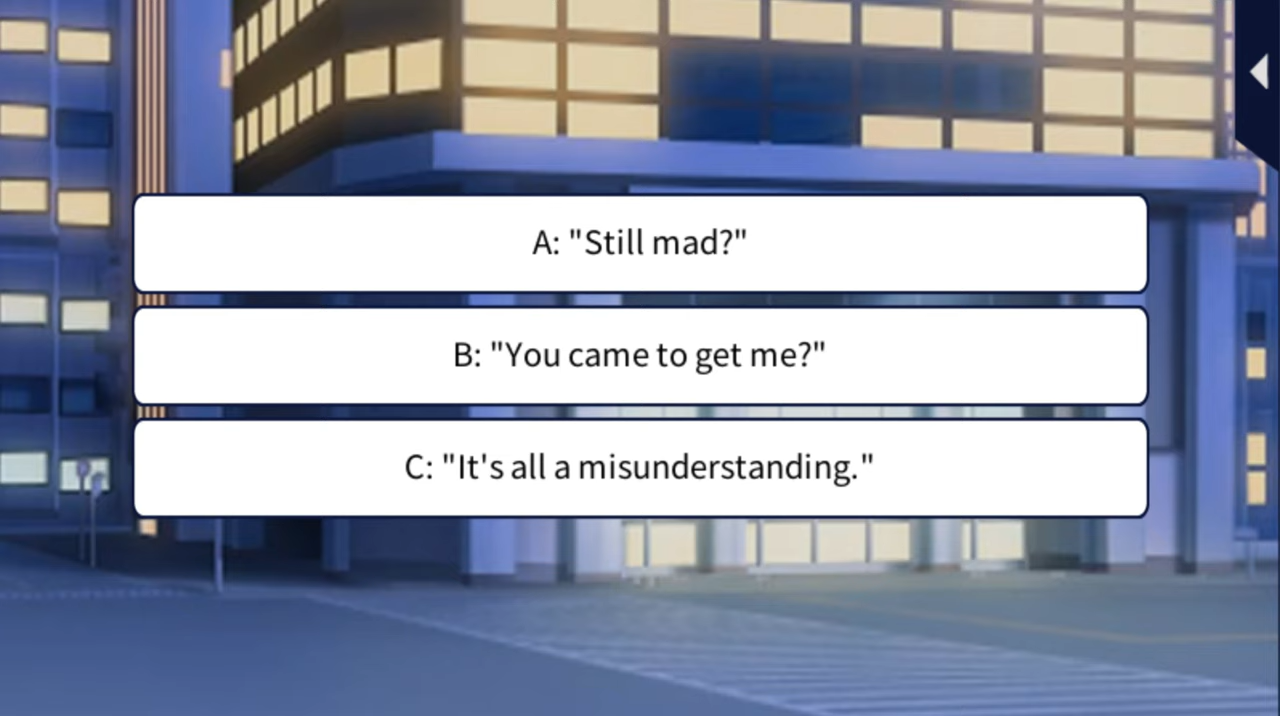 A: "Still mad?"
B: "You came to get me?"
C: "It's all a misunderstanding."